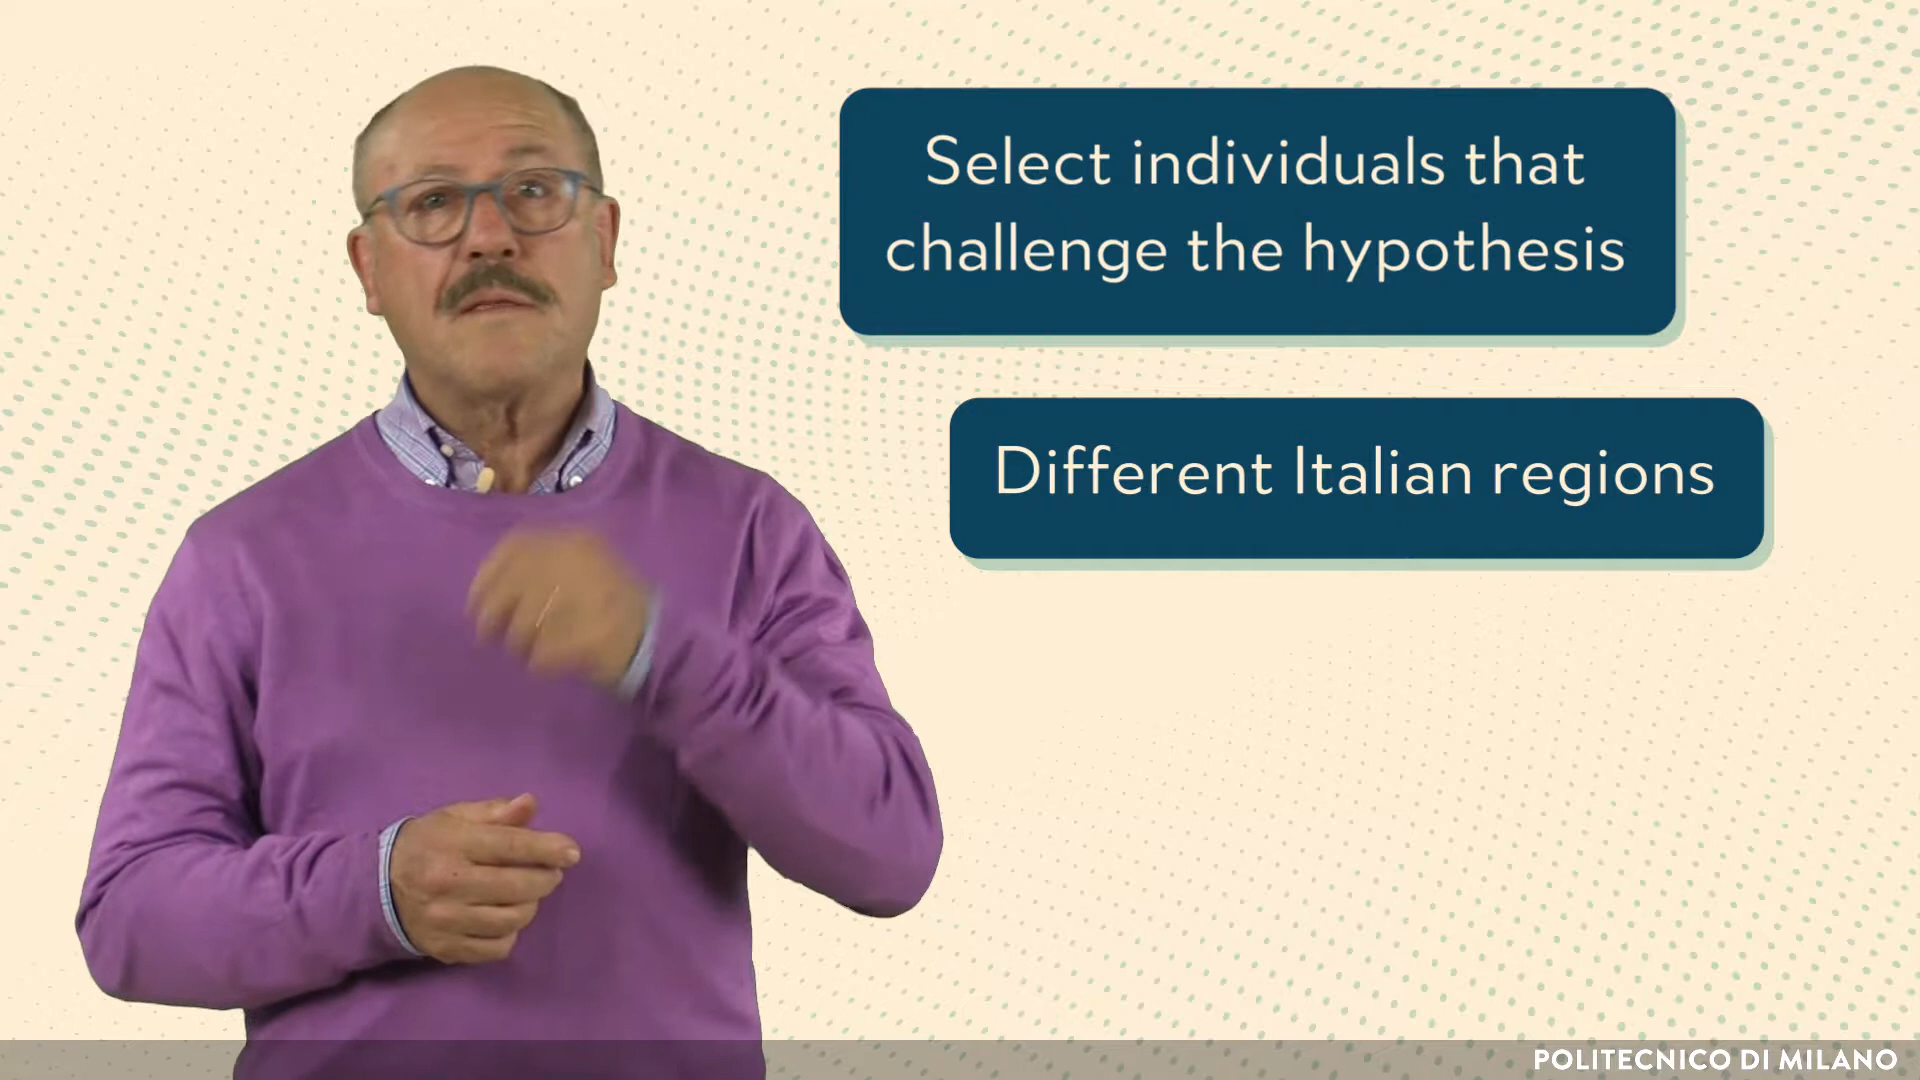 Select individuals that
challenge the hypothesis
Different Italian regions
POLITECNICO DI MILANO